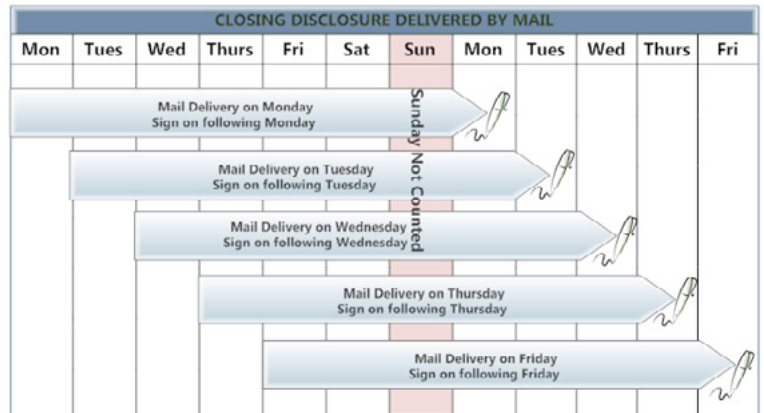 CLOSING DISCLOSURE DELIVERED BY MAIL
Mon Tues Wed Thurs Fri Sat Sun Mon Tues Wed Thurs Fri
Mail Delivery on Monday
Sign on following Monday
Sunday Not Counted
Mail Delivery on Tuesday
Sign on following Tuesday
Mail Delivery on Wednesday
Sign on following Wednesday
Mail Delivery on Thursday
Sign on following Thursday
Mail Delivery on Friday
Sign on following Friday